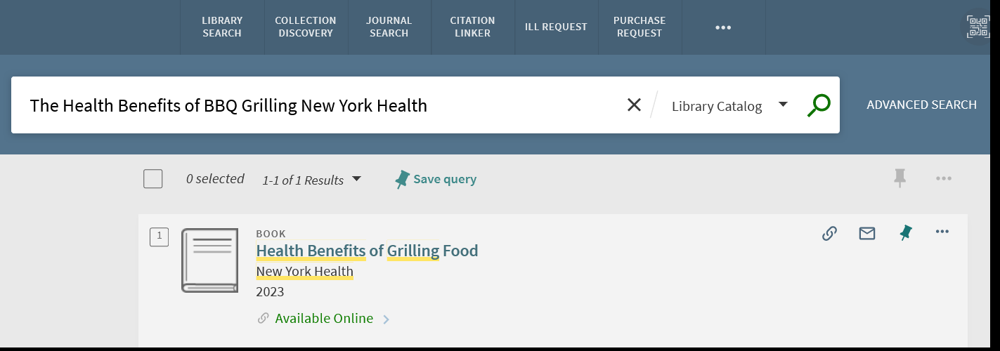 LIBRARY
SEARCH
COLLECTION
DISCOVERY
JOURNAL
SEARCH
CITATION
LINKER
ILL REQUEST
PURCHASE
REQUEST
The Health Benefits of BBQ Grilling New York Health
Library Catalog
ADVANCED SEARCH
0 selected
1-1 of 1 Results
Save query
1
BOOK
Health Benefits of Grilling Food
New York Health
2023
Available Online